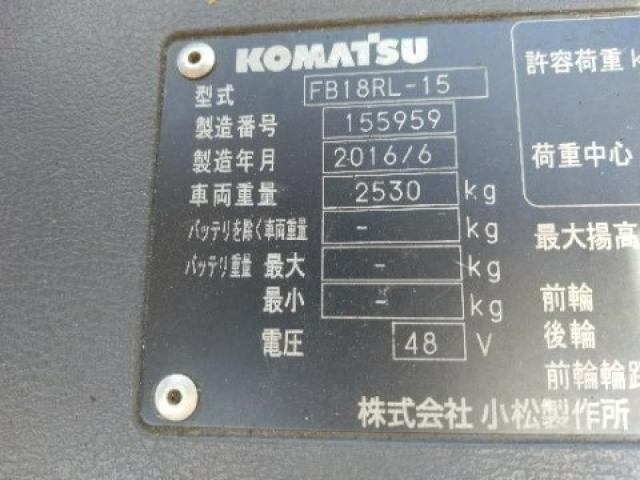 KOMATSU
型式 FB18RL-15
製造番号 155959
製造年月 2016/6
車両重量 2530 kg
バッテリを除く車両重量 - kg
バッテリ重量 最大 - kg
最小 - kg
電圧 48 V
株式会社 小松製作所
許容荷重 k
荷重中心
最大揚高
前輪
後輪
前輪輪